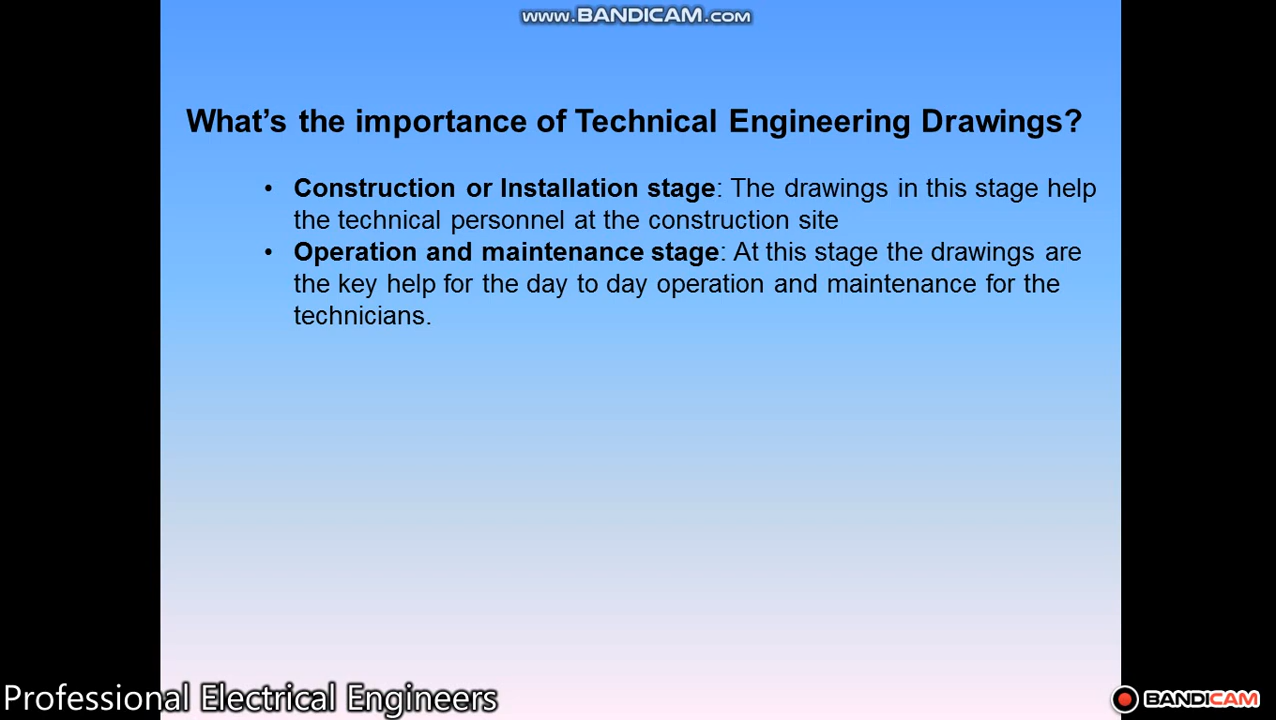 www.BANDICAM.com
What's the importance of Technical Engineering Drawings?
• Construction or Installation stage: The drawings in this stage help
the technical personnel at the construction site
• Operation and maintenance stage: At this stage the drawings are
the key help for the day to day operation and maintenance for the
technicians.
Professional Electrical Engineers
BANDICAM